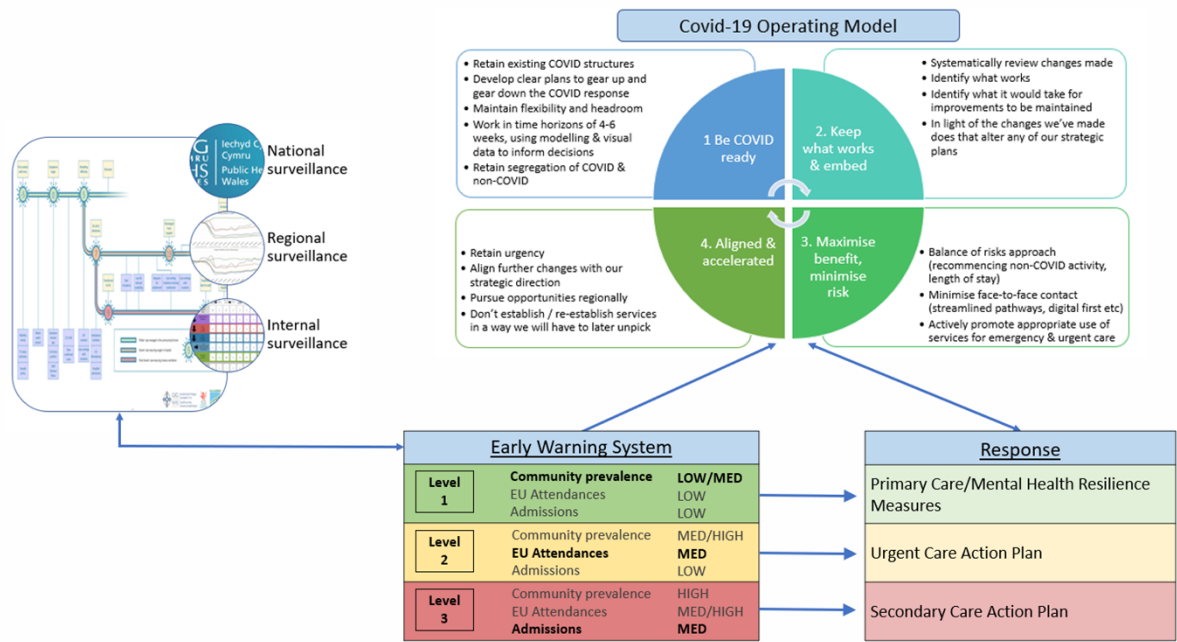 Covid-19 Operating Model
• Retain existing COVID structures
• Develop clear plans to gear up and
gear down the COVID response
• Maintain flexibility and headroom
• Work in time horizons of 4-6
weeks, using modelling & visual
data to inform decisions
• Retain segregation of COVID &
non-COVID
1 Be COVID
ready
2. Keep
what works
& embed
• Systematically review changes made
• Identify what works
• Identify what it would take for
improvements to be maintained
• In light of the changes we've made
does that alter any of our strategic
plans
• Retain urgency
• Align further changes with our
strategic direction
• Pursue opportunities regionally
• Don't establish / re-establish services
in a way we will have to later unpick
4. Aligned &
accelerated
3. Maximise
benefit,
minimise
risk
• Balance of risks approach
(recommencing non-COVID activity,
length of stay)
• Minimise face-to-face contact
(streamlined pathways, digital first etc)
• Actively promote appropriate use of
services for emergency & urgent care
Iechyd
Cymru
Public
Wales
National
surveillance
Regional
surveillance
Internal
surveillance
Early Warning System
Level
1
Community prevalence LOW/MED
EU Attendances LOW
Admissions LOW
Level
2
Community prevalence MED/HIGH
EU Attendances MED
Admissions LOW
Level
3
Community prevalence HIGH
EU Attendances MED/HIGH
Admissions MED
Response
Primary Care/Mental Health Resilience
Measures
Urgent Care Action Plan
Secondary Care Action Plan